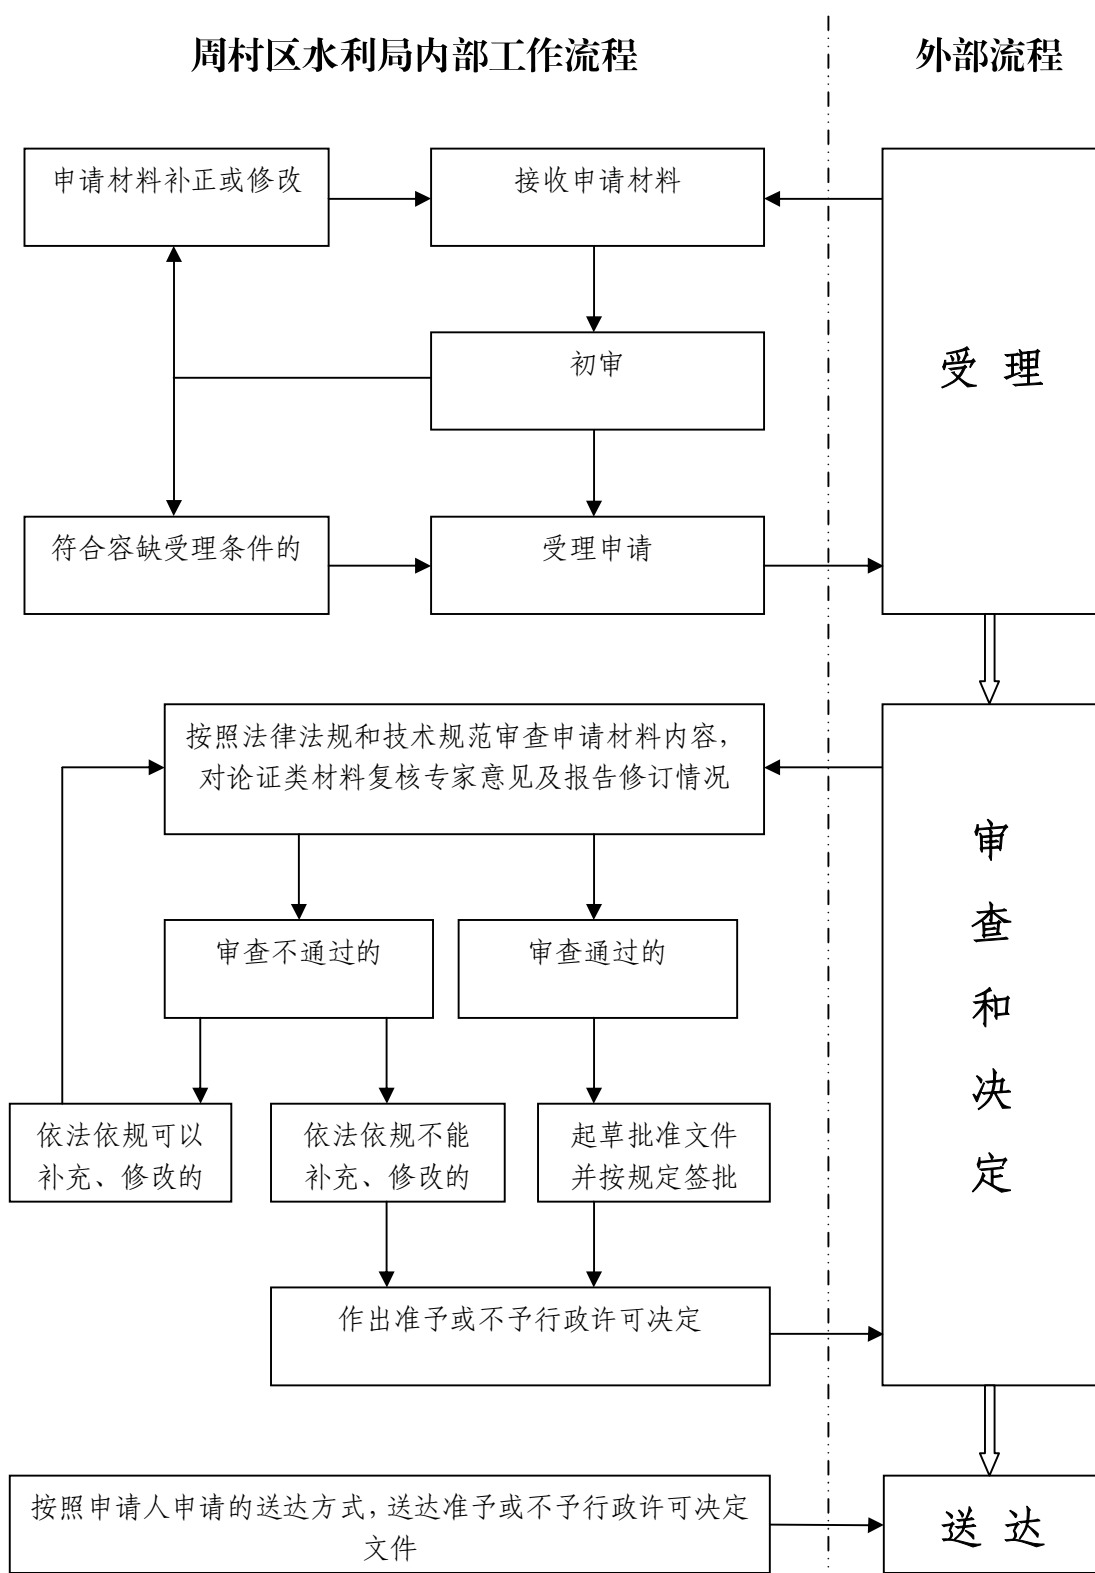 周村区水利局内部工作流程
外部流程
申请材料补正或修改
接收申请材料
初审
受 理
符合容缺受理条件的
受理申请
按照法律法规和技术规范审查申请材料内容，
对论证类材料复核专家意见及报告修订情况
审查不通过的
审查通过的
审
查
和
决
定
依法依规可以
补充、修改的
依法依规不能
补充、修改的
起草批准文件
并按规定签批
作出准予或不予行政许可决定
按照申请人申请的送达方式，送达准予或不予行政许可决定
文件
送 达